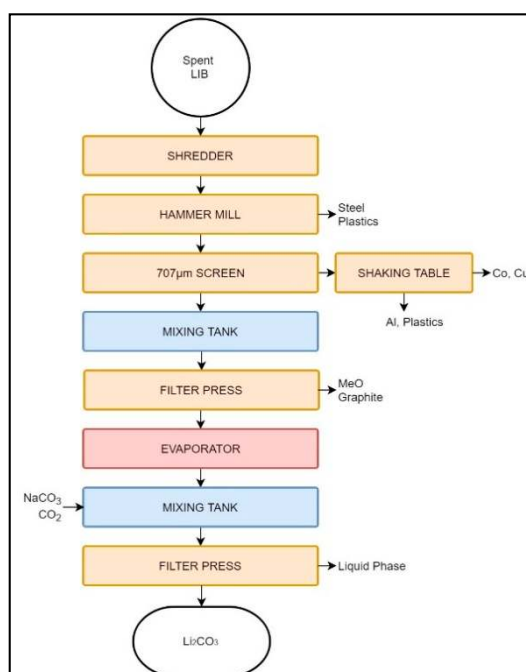 Spent
LIB
SHREDDER
HAMMER MILL
Steel
Plastics
707µm SCREEN
SHAKING TABLE
Co, Cu
Al, Plastics
MIXING TANK
FILTER PRESS
MeO
Graphite
EVAPORATOR
NaCO₃
CO₂
MIXING TANK
FILTER PRESS
Liquid Phase
Li₂CO₃